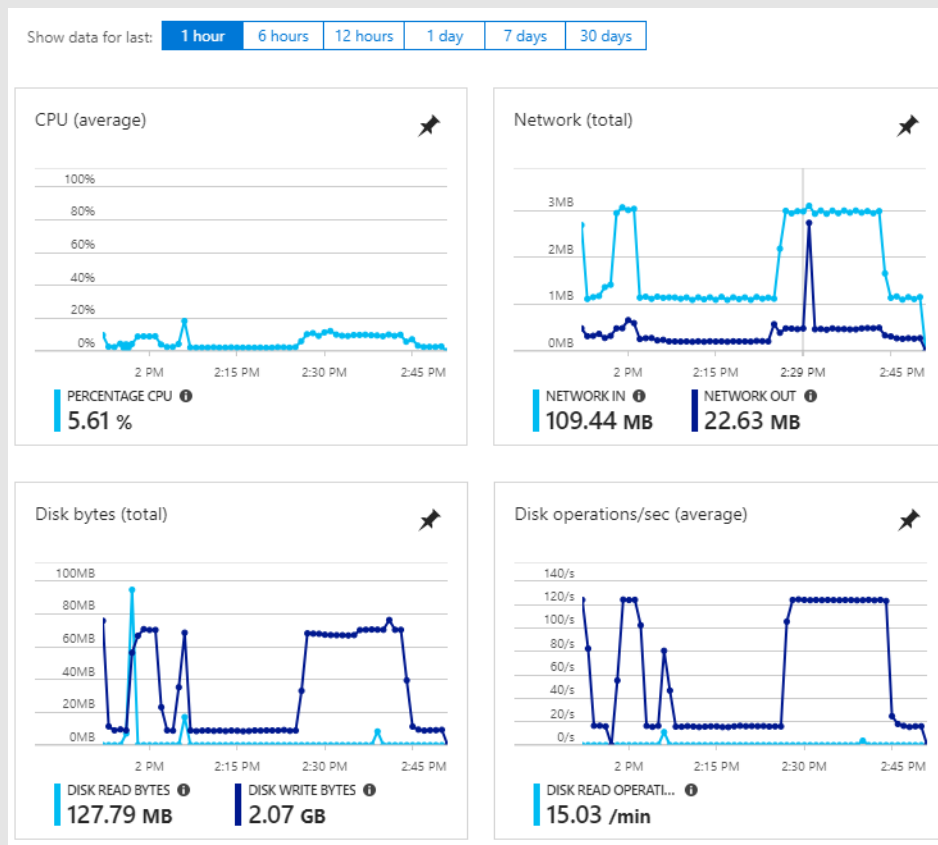 Show data for last: 1 hour 6 hours 12 hours 1 day 7 days 30 days
CPU (average)
100%
80%
60%
40%
20%
0%
2 PM 2:15 PM 2:30 PM 2:45 PM
PERCENTAGE CPU
5.61 %
Network (total)
3MB
2MB
1MB
0MB
2 PM 2:15 PM 2:29 PM 2:45 PM
NETWORK IN NETWORK OUT
109.44 MB 22.63 MB
Disk bytes (total)
100MB
80MB
60MB
40MB
20MB
0MB
2 PM 2:15 PM 2:30 PM 2:45 PM
DISK READ BYTES DISK WRITE BYTES
127.79 MB 2.07 GB
Disk operations/sec (average)
140/s
120/s
100/s
80/s
60/s
40/s
20/s
0/s
2 PM 2:15 PM 2:30 PM 2:45 PM
DISK READ OPERATI...
15.03 /min